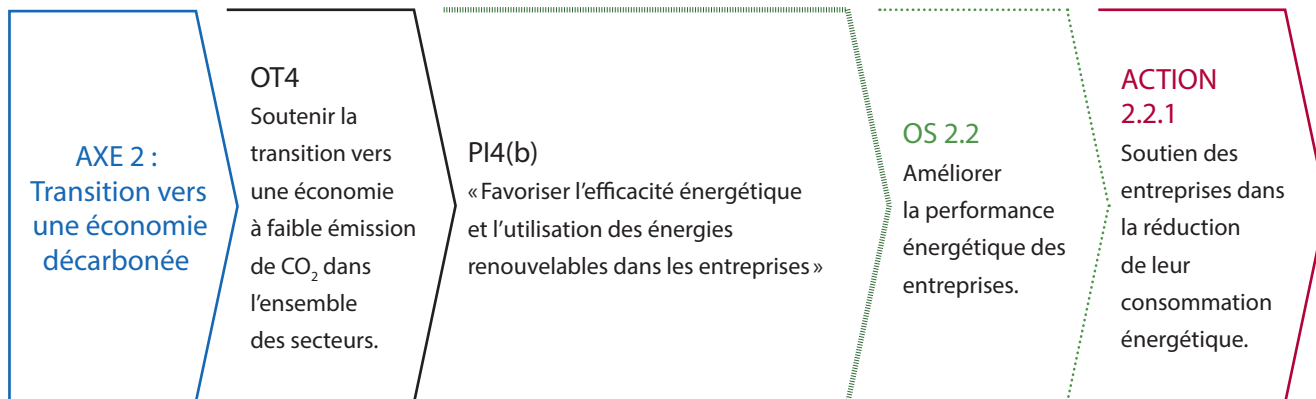 AXE 2 :
Transition vers
une économie
décarbonée
OT4
Soutenir la
transition vers
une économie
à faible émission
de CO₂ dans
l’ensemble
des secteurs.
PI4(b)
« Favoriser l’efficacité énergétique
et l’utilisation des énergies
renouvelables dans les entreprises »
OS 2.2
Améliorer
la performance
énergétique des
entreprises.
ACTION
2.2.1
Soutien des
entreprises dans
la réduction
de leur
consommation
énergétique.